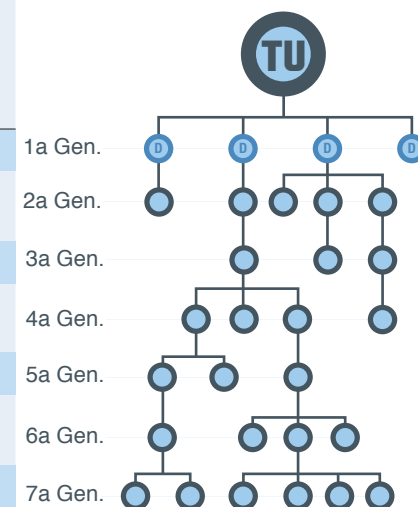 TU
1a Gen. D D D D
2a Gen.
3a Gen.
4a Gen.
5a Gen.
6a Gen.
7a Gen.